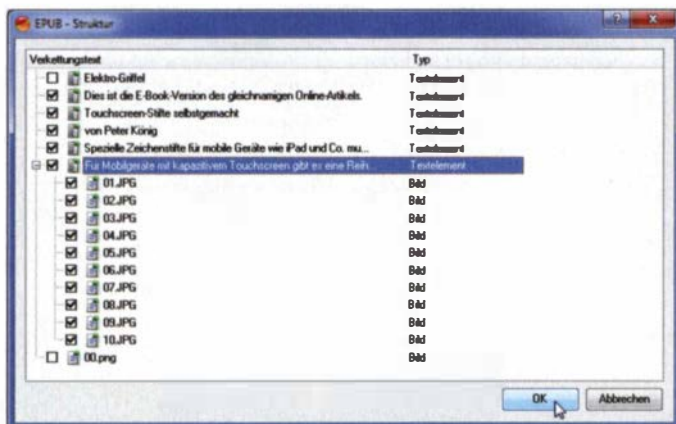 EPUB - Struktur
Verkettungstext Typ
Elektro-Griffel
Dies ist die E-Book-Version des gleichnamigen Online-Artikels.
Touchscreen-Stifte selbstgemacht
von Peter König
Spezielle Zeichenstifte für mobile Geräte wie iPad und Co. mu...
Für Mobilgeräte mit kapazitivem Touchscreen gibt es eine Reih... Textelement
01.JPG Bild
02.JPG Bild
03.JPG Bild
04.JPG Bild
05.JPG Bild
06.JPG Bild
07.JPG Bild
08.JPG Bild
09.JPG Bild
10.JPG Bild
00.png Bild
OK Abbrechen